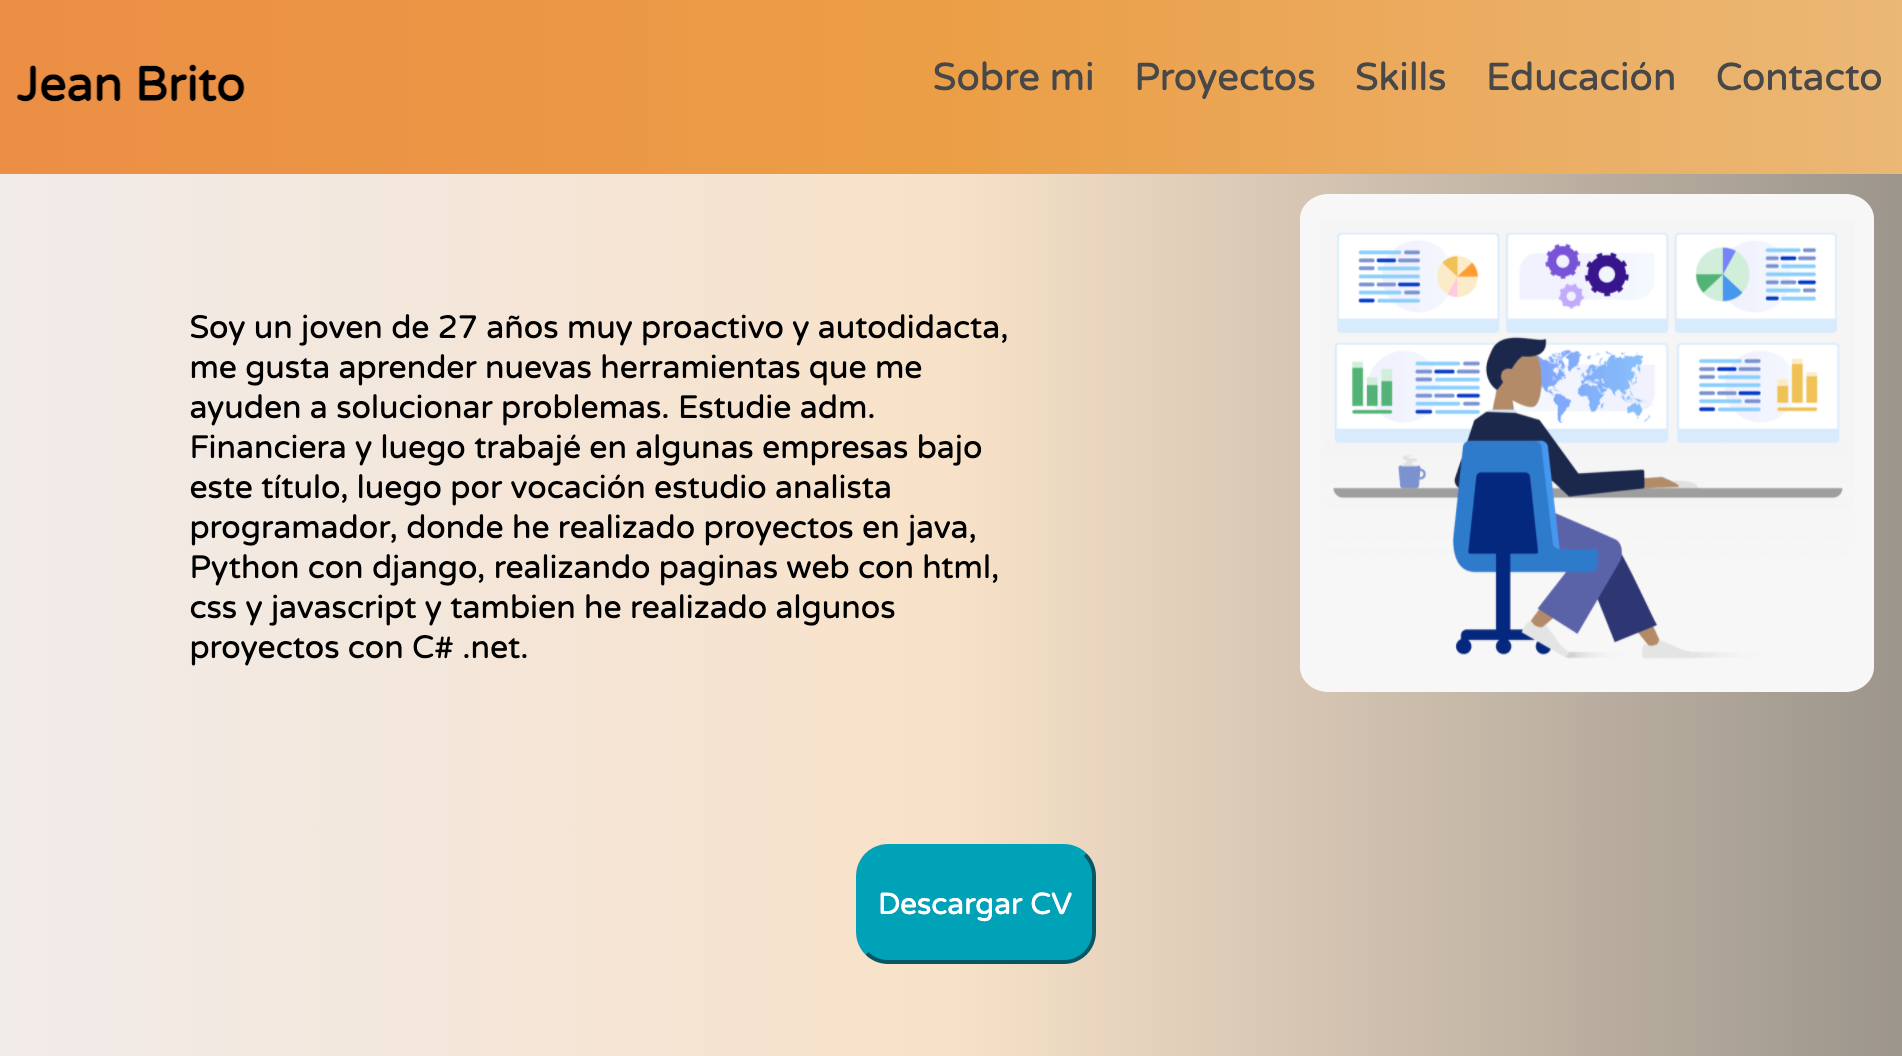 Jean Brito
Sobre mi Proyectos Skills Educación Contacto
Soy un joven de 27 años muy proactivo y autodidacta,
me gusta aprender nuevas herramientas que me
ayuden a solucionar problemas. Estudie adm.
Financiera y luego trabajé en algunas empresas bajo
este título, luego por vocación estudio analista
programador, donde he realizado proyectos en java,
Python con django, realizando paginas web con html,
css y javascript y tambien he realizado algunos
proyectos con C# .net.
Descargar CV